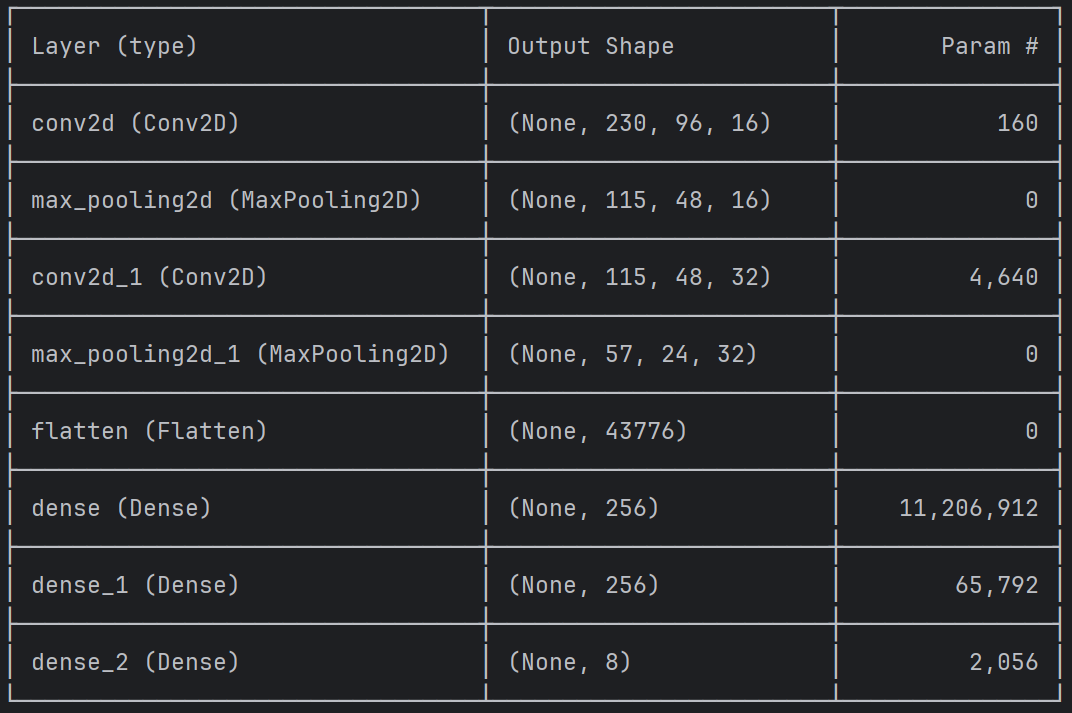 Layer (type) Output Shape Param #
conv2d (Conv2D) (None, 230, 96, 16) 160
max_pooling2d (MaxPooling2D) (None, 115, 48, 16) 0
conv2d_1 (Conv2D) (None, 115, 48, 32) 4,640
max_pooling2d_1 (MaxPooling2D) (None, 57, 24, 32) 0
flatten (Flatten) (None, 43776) 0
dense (Dense) (None, 256) 11,206,912
dense_1 (Dense) (None, 256) 65,792
dense_2 (Dense) (None, 8) 2,056